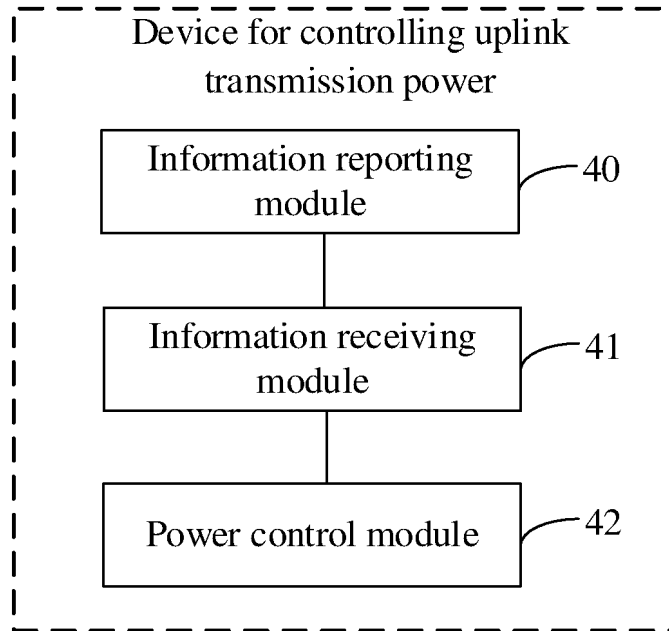 Device for controlling uplink
transmission power
Information reporting
module
40
Information receiving
module
41
Power control module
42